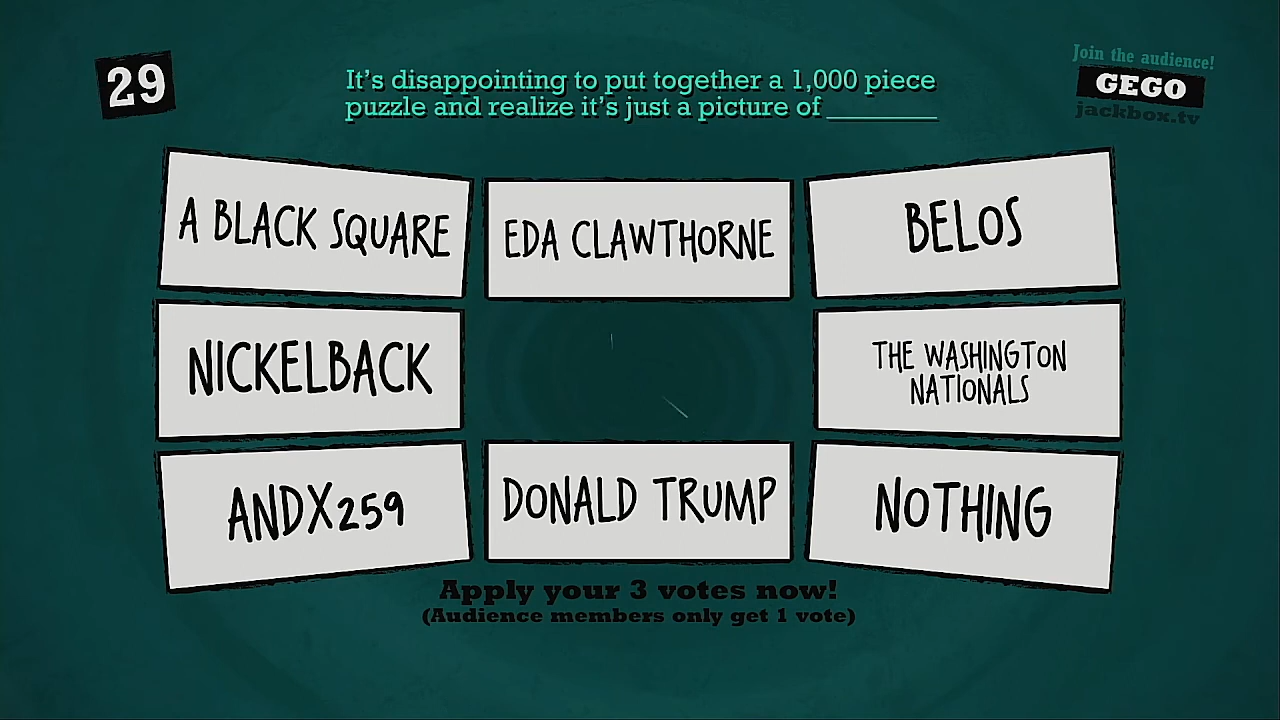 29
It's disappointing to put together a 1,000 piece
puzzle and realize it's just a picture of ________
Join the audience!
GEGO
jackbox.tv
A BLACK SQUARE
EDA CLAWTHORNE
BELOS
NICKELBACK
THE WASHINGTON
NATIONALS
ANDX259
DONALD TRUMP
NOTHING
Apply your 3 votes now!
(Audience members only get 1 vote)